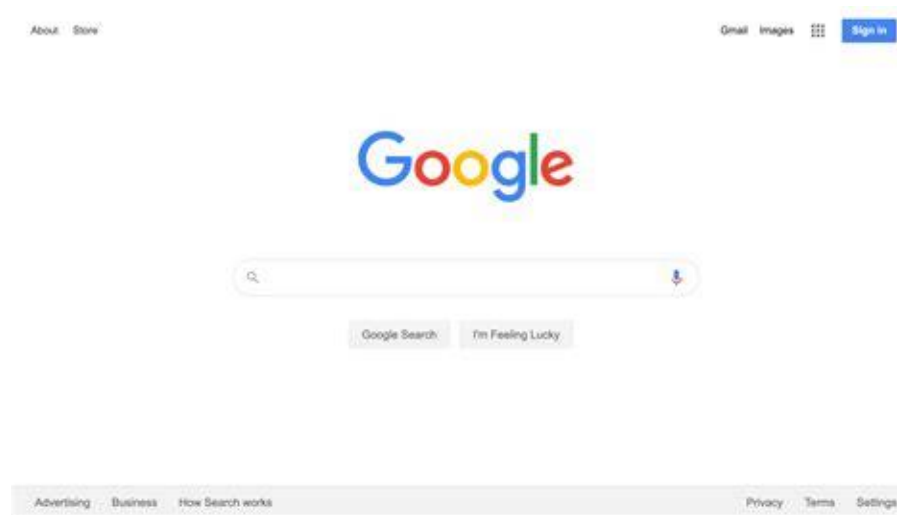 About Store Gmail Images Sign in
Google
Google Search I'm Feeling Lucky
Advertising Business How Search works Privacy Terms Settings